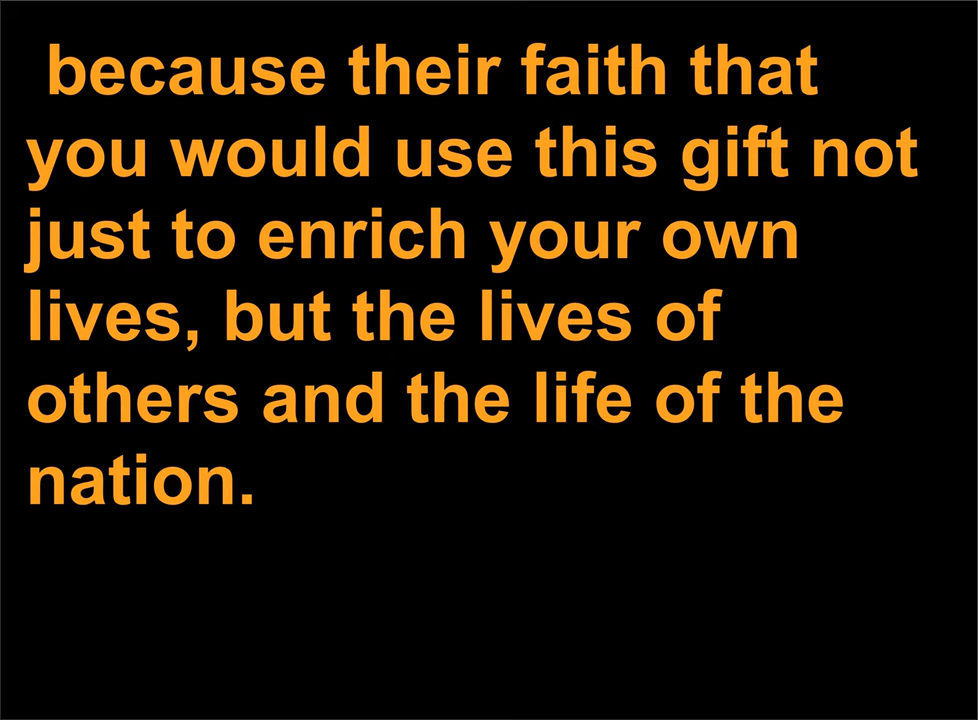 because their faith that
you would use this gift not
just to enrich your own
lives, but the lives of
others and the life of the
nation.